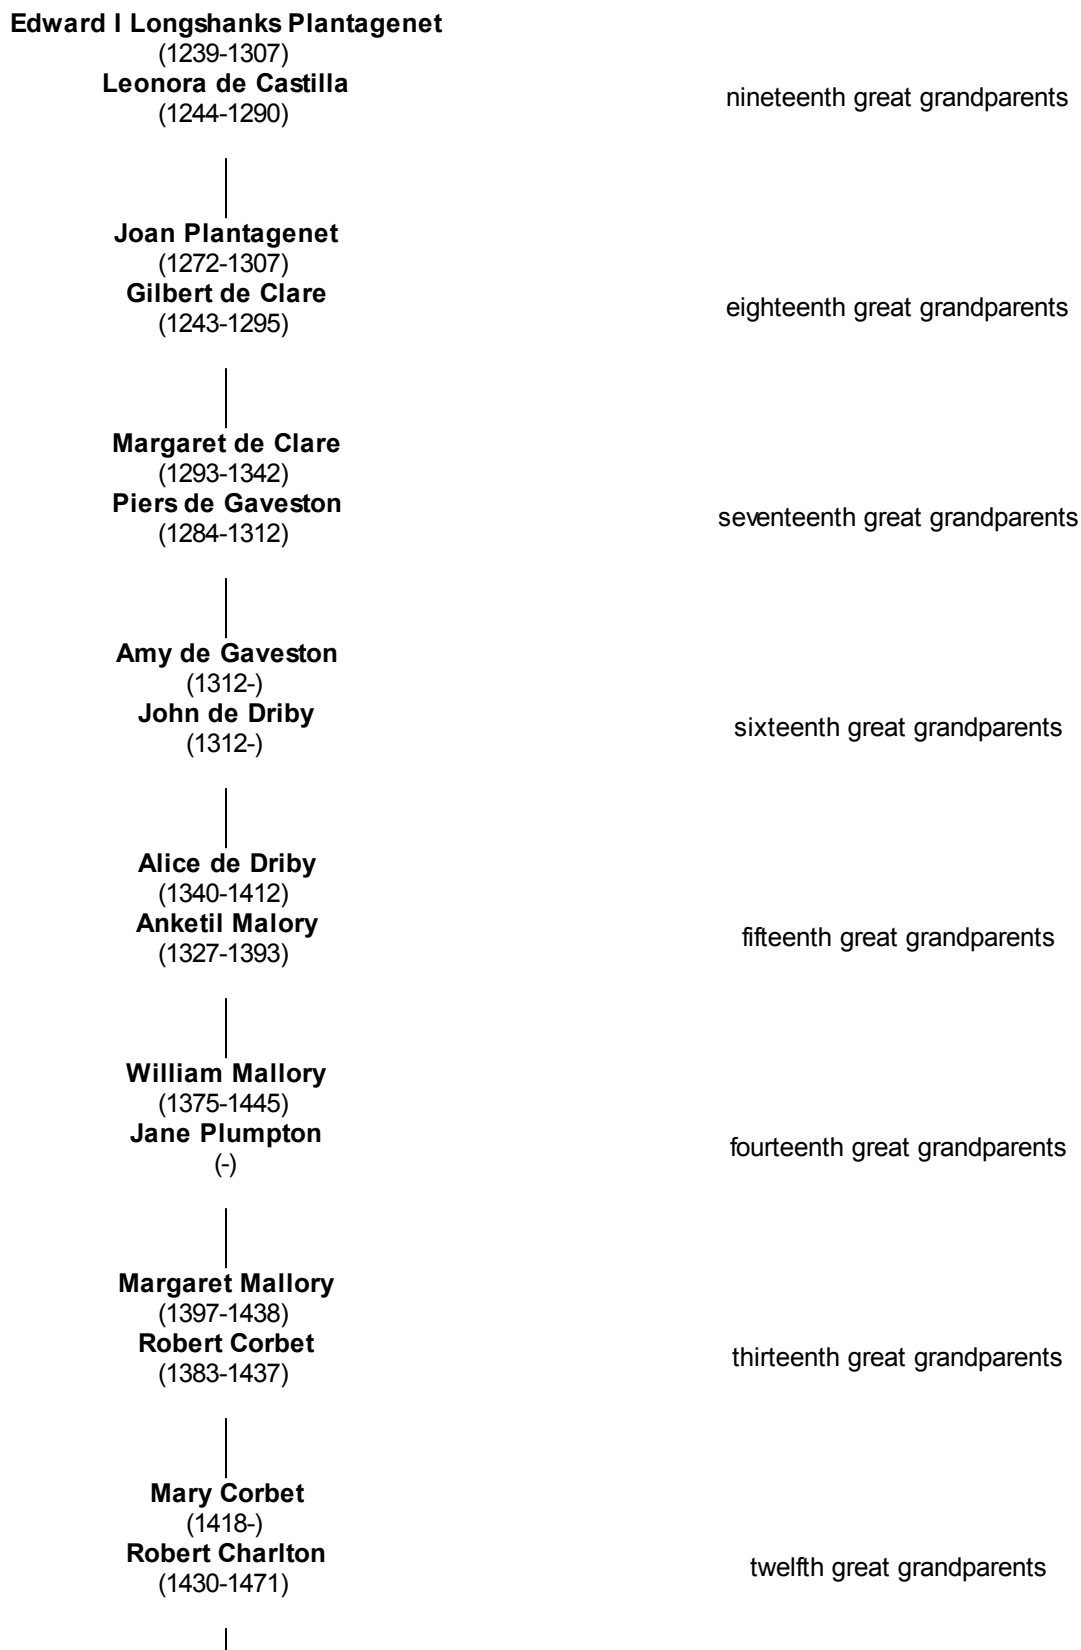 Edward I Longshanks Plantagenet
(1239-1307)
Leonora de Castilla
(1244-1290)
nineteenth great grandparents
Joan Plantagenet
(1272-1307)
Gilbert de Clare
(1243-1295)
eighteenth great grandparents
Margaret de Clare
(1293-1342)
Piers de Gaveston
(1284-1312)
seventeenth great grandparents
Amy de Gaveston
(1312-)
John de Driby
(1312-)
sixteenth great grandparents
Alice de Driby
(1340-1412)
Anketil Malory
(1327-1393)
fifteenth great grandparents
William Mallory
(1375-1445)
Jane Plumpton
(-)
fourteenth great grandparents
Margaret Mallory
(1397-1438)
Robert Corbet
(1383-1437)
thirteenth great grandparents
Mary Corbet
(1418-)
Robert Charlton
(1430-1471)
twelfth great grandparents